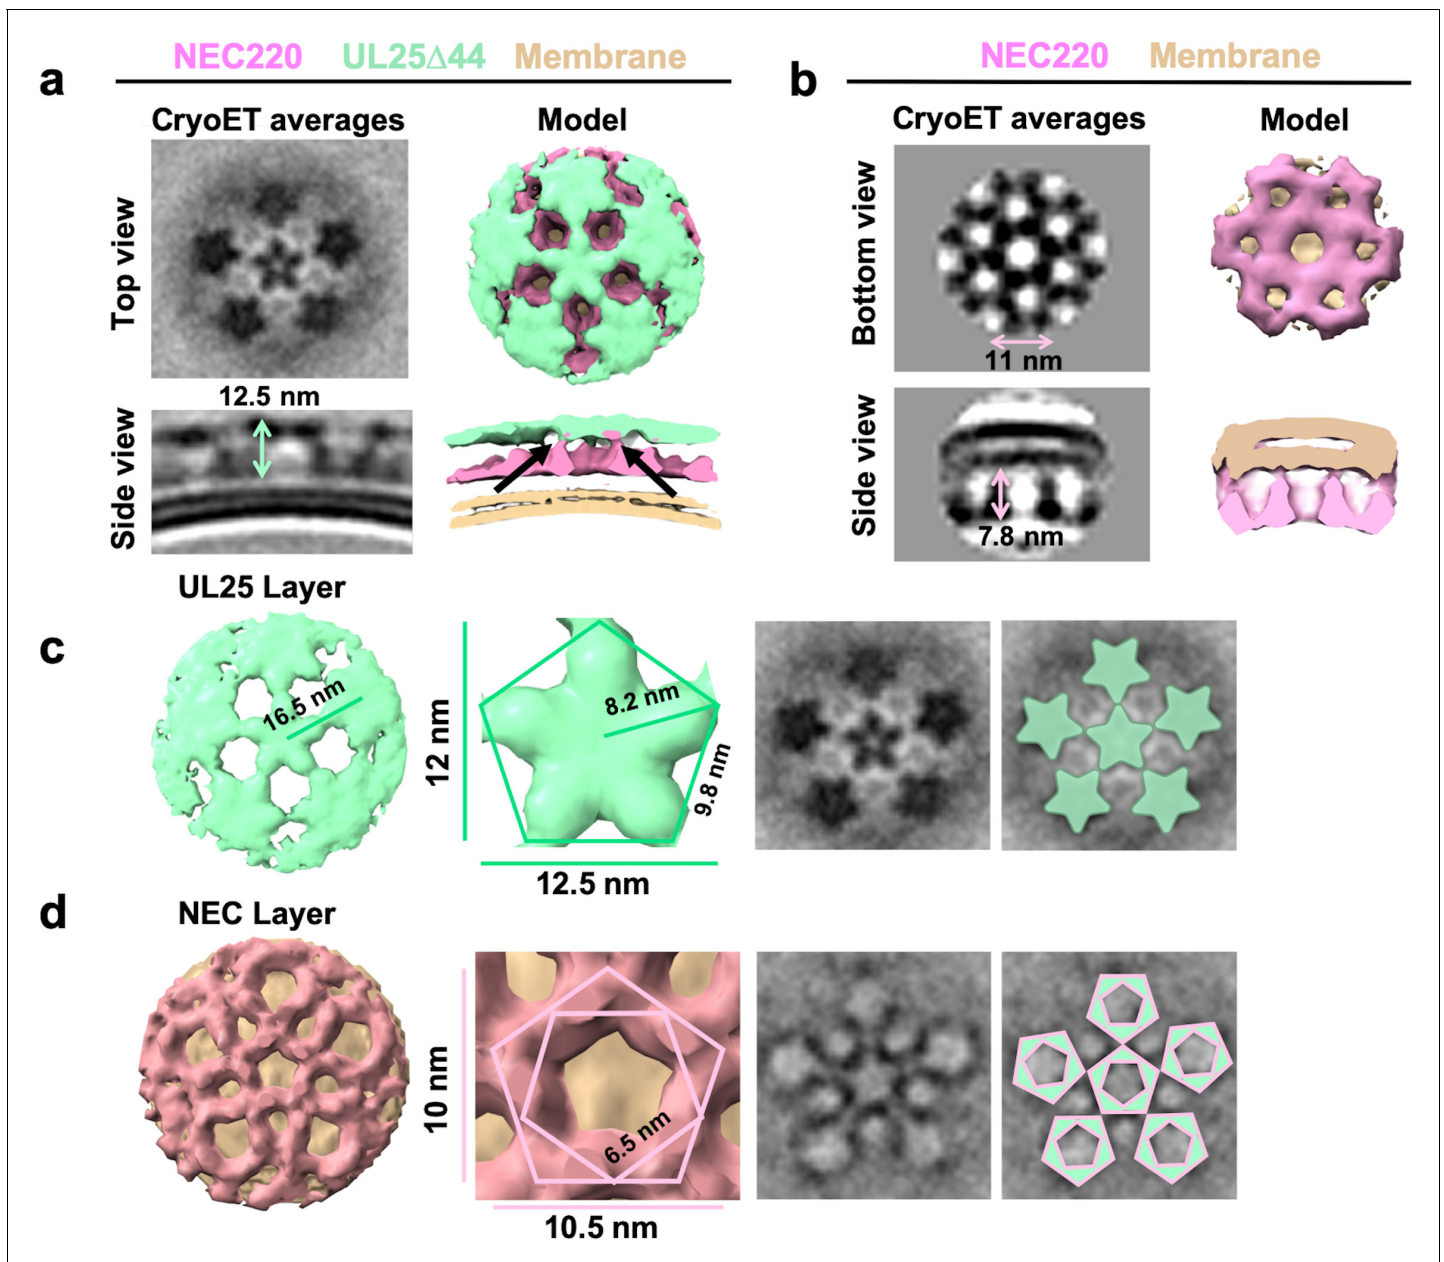 a
NEC220 UL25Δ44 Membrane
CryoET averages Model
Top view
12.5 nm
Side view
b
NEC220 Membrane
CryoET averages Model
Bottom view
11 nm
Side view
7.8 nm
UL25 Layer
c
16.5 nm
12 nm
8.2 nm
9.8 nm
12.5 nm
d
NEC Layer
10 nm
6.5 nm
10.5 nm